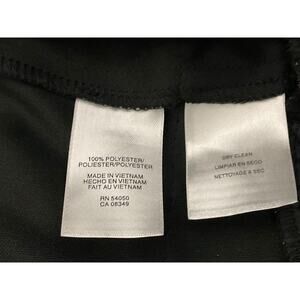 100% POLYESTER/
POLIESTER/POLYESTER
MADE IN VIETNAM
HECHO EN VIETNAM
FAIT AU VIETNAM
RN 54050
CA 08349
DRY CLEAN
LIMPIAR EN SECO
NETTOYAGE A SEC